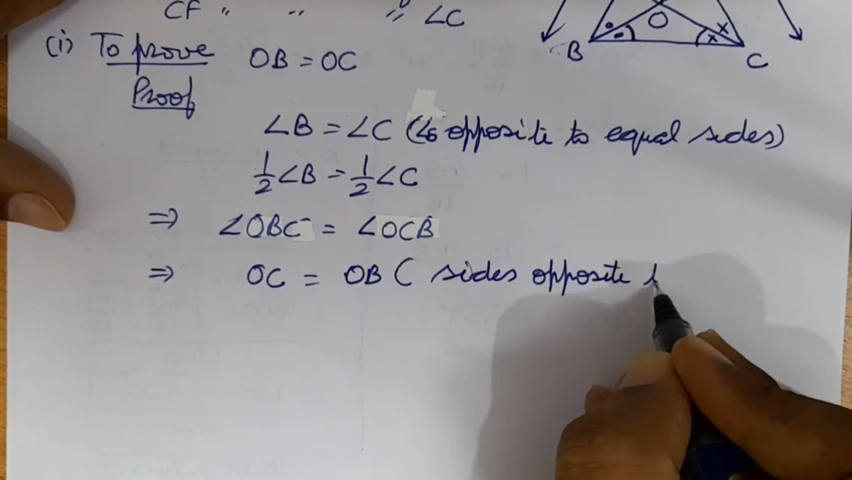 CF " " " ∠C
(i) To prove OB = OC
Proof
∠B = ∠C (∠s opposite to equal sides)
1/2 ∠B = 1/2 ∠C
⇒ ∠OBC = ∠OCB
⇒ OC = OB ( sides opposite
O
B
C